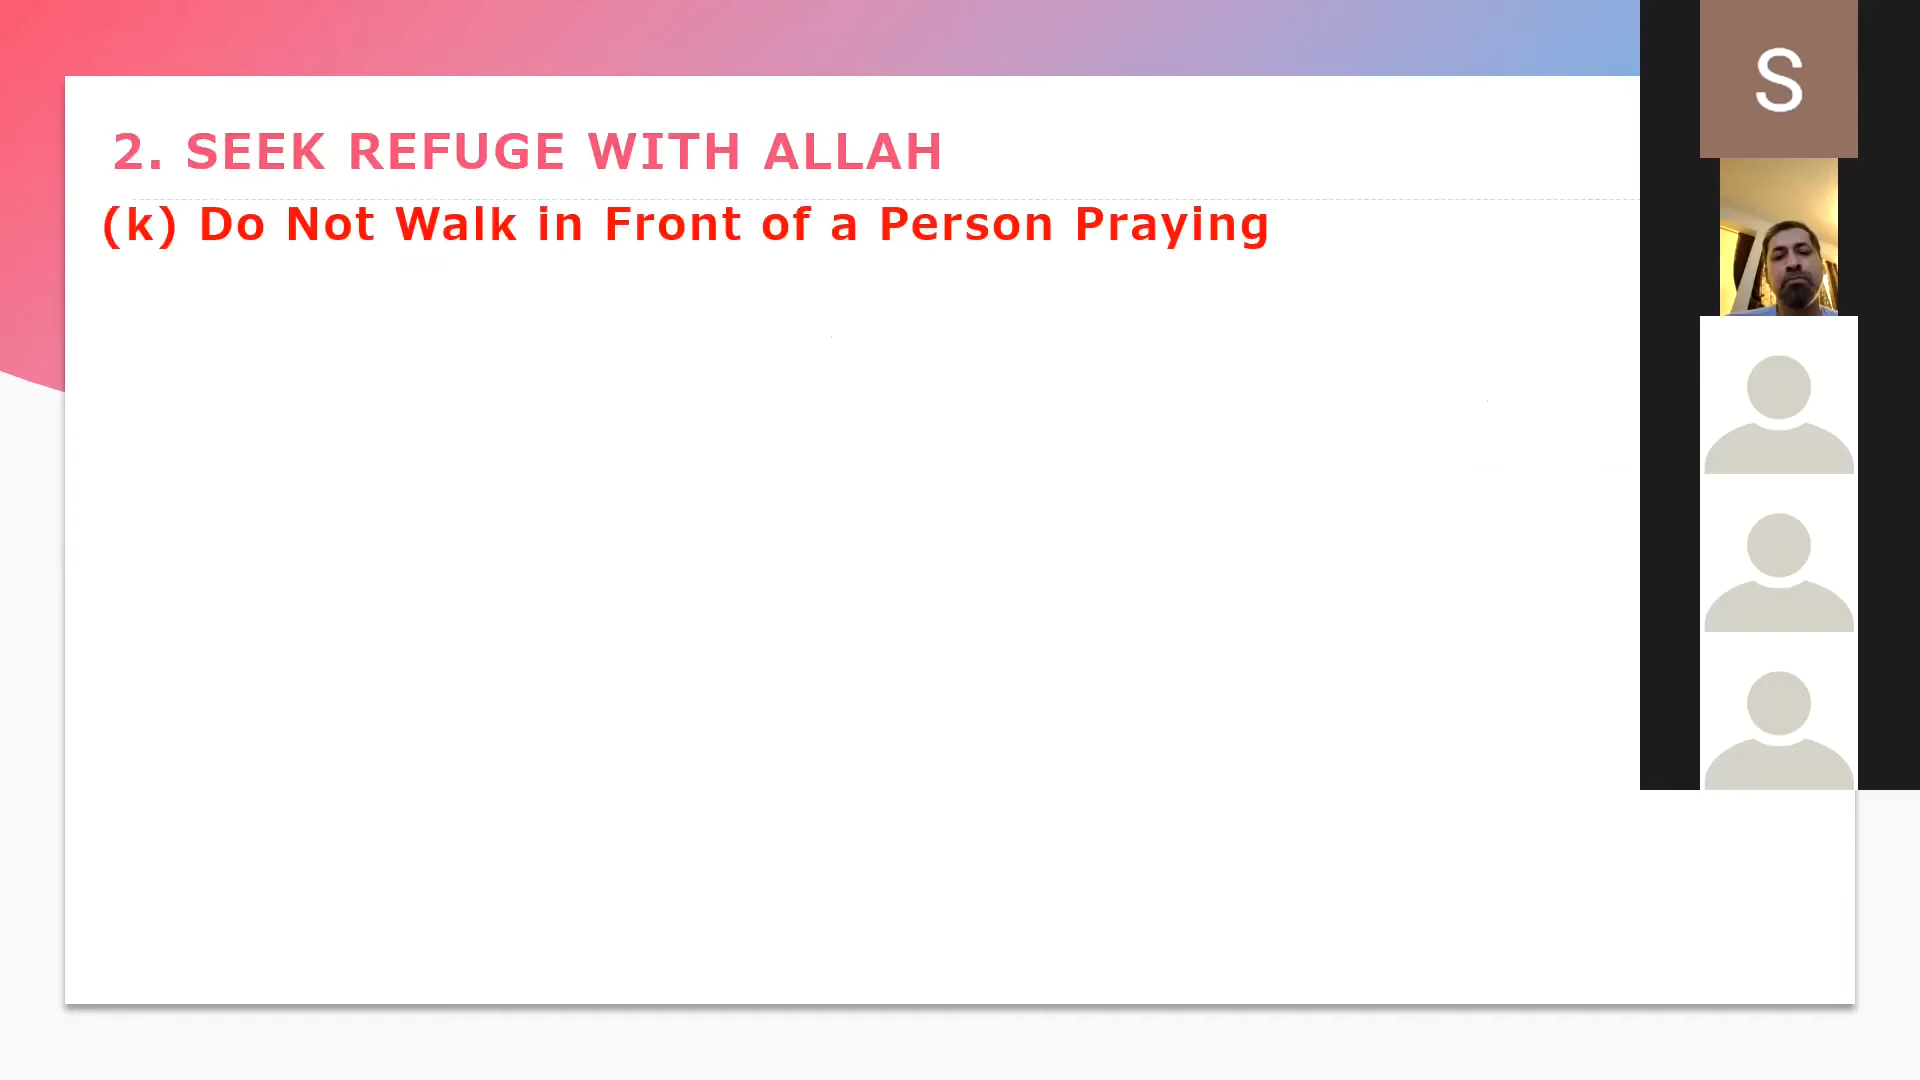 2. SEEK REFUGE WITH ALLAH
(k) Do Not Walk in Front of a Person Praying
S